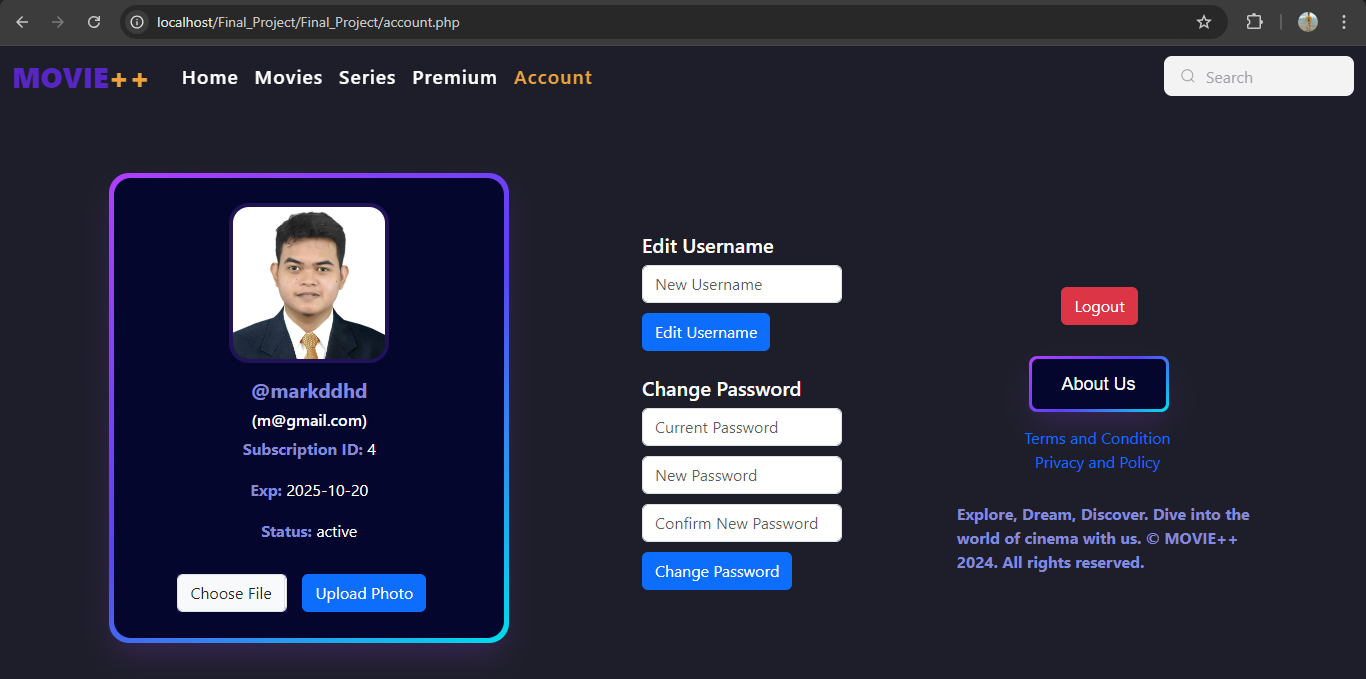 localhost/Final_Project/Final_Project/account.php
MOVIE++
Home Movies Series Premium Account
Search
@markddhd
(m@gmail.com)
Subscription ID: 4
Exp: 2025-10-20
Status: active
Choose File
Upload Photo
Edit Username
New Username
Edit Username
Change Password
Current Password
New Password
Confirm New Password
Change Password
Logout
About Us
Terms and Condition
Privacy and Policy
Explore, Dream, Discover. Dive into the
world of cinema with us. © MOVIE++
2024. All rights reserved.